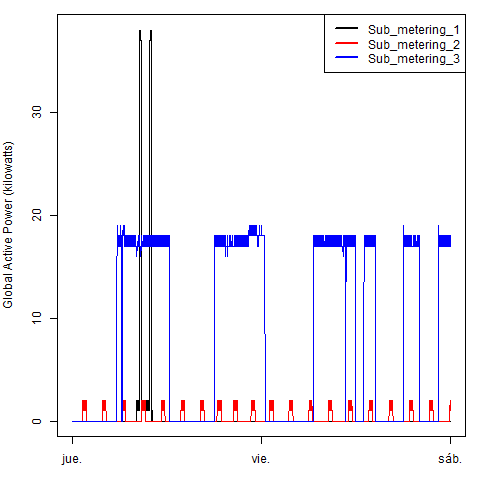 Sub_metering_1
Sub_metering_2
Sub_metering_3
Global Active Power (kilowatts)
30
20
10
0
jue.
vie.
sáb.